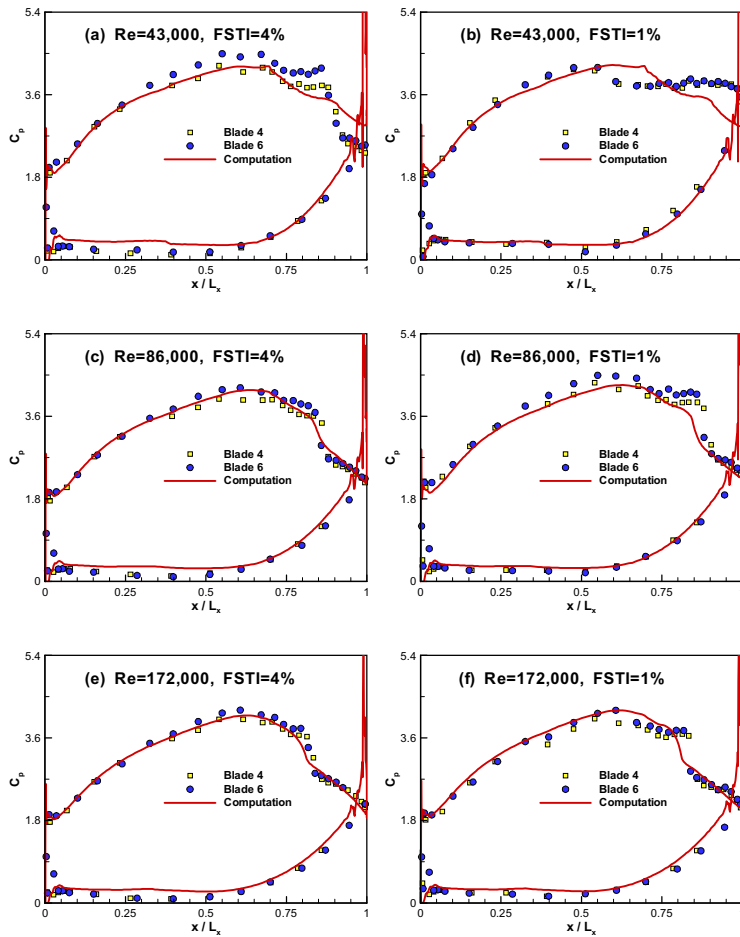 (a) Re=43,000, FSTI=4%
5.4
3.6
1.8
0
C_p
Blade 4
Blade 6
Computation
0 0.25 0.5 0.75 1
x / L_x
(b) Re=43,000, FSTI=1%
5.4
3.6
1.8
0
C_p
Blade 4
Blade 6
Computation
0 0.25 0.5 0.75
x / L_x
(c) Re=86,000, FSTI=4%
5.4
3.6
1.8
0
C_p
Blade 4
Blade 6
Computation
0 0.25 0.5 0.75 1
x / L_x
(d) Re=86,000, FSTI=1%
5.4
3.6
1.8
0
C_p
Blade 4
Blade 6
Computation
0 0.25 0.5 0.75
x / L_x
(e) Re=172,000, FSTI=4%
5.4
3.6
1.8
0
C_p
Blade 4
Blade 6
Computation
0 0.25 0.5 0.75 1
x / L_x
(f) Re=172,000, FSTI=1%
5.4
3.6
1.8
0
C_p
Blade 4
Blade 6
Computation
0 0.25 0.5 0.75
x / L_x